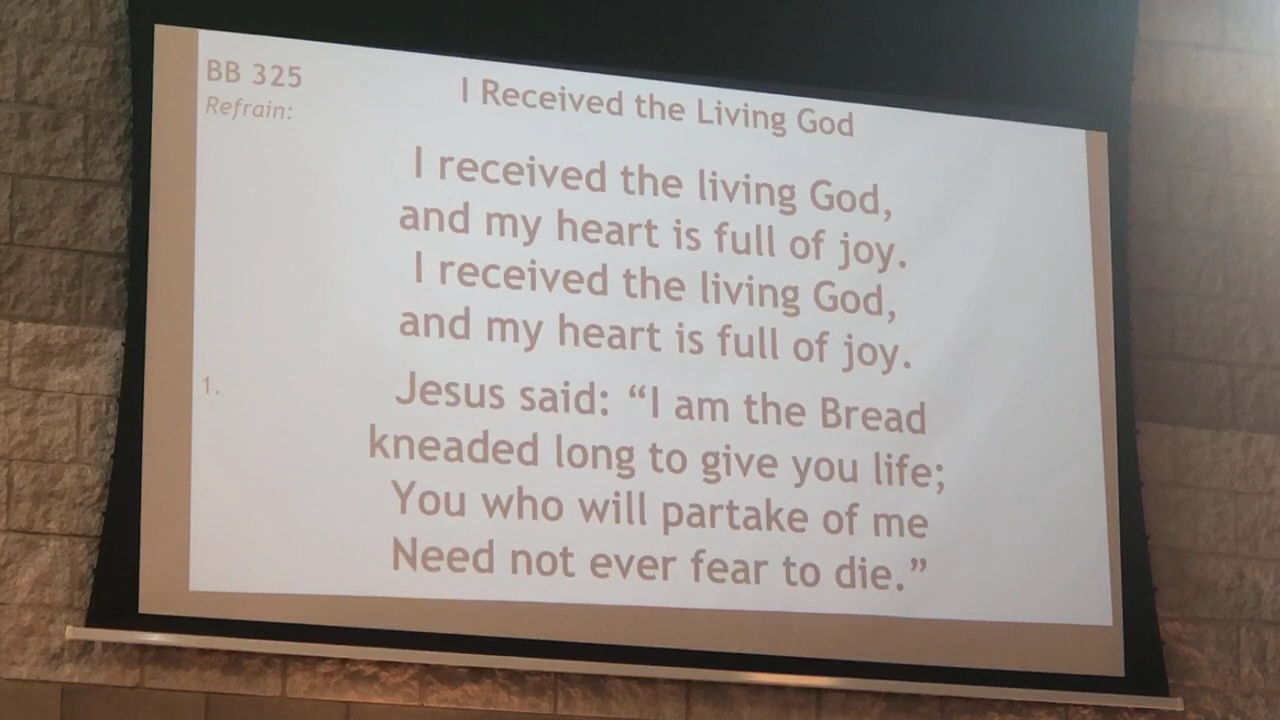 BB 325
I Received the Living God
Refrain:
I received the living God,
and my heart is full of joy.
I received the living God,
and my heart is full of joy.
1.
Jesus said: “I am the Bread
kneaded long to give you life;
You who will partake of me
Need not ever fear to die.”